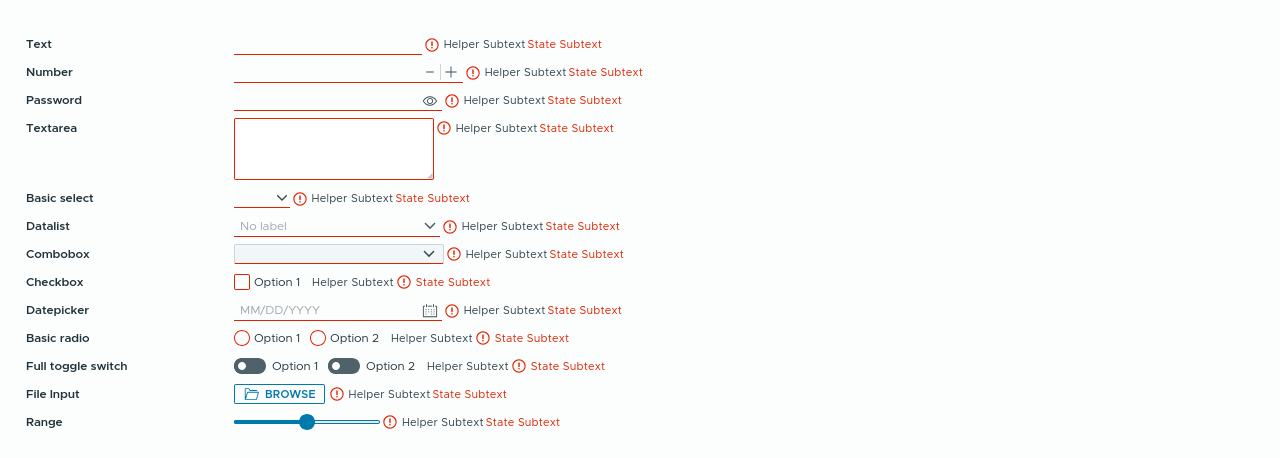 Text Helper Subtext State Subtext
Number Helper Subtext State Subtext
Password Helper Subtext State Subtext
Textarea Helper Subtext State Subtext
Basic select Helper Subtext State Subtext
Datalist No label Helper Subtext State Subtext
Combobox Helper Subtext State Subtext
Checkbox Option 1 Helper Subtext State Subtext
Datepicker MM/DD/YYYY Helper Subtext State Subtext
Basic radio Option 1 Option 2 Helper Subtext State Subtext
Full toggle switch Option 1 Option 2 Helper Subtext State Subtext
File Input BROWSE Helper Subtext State Subtext
Range Helper Subtext State Subtext